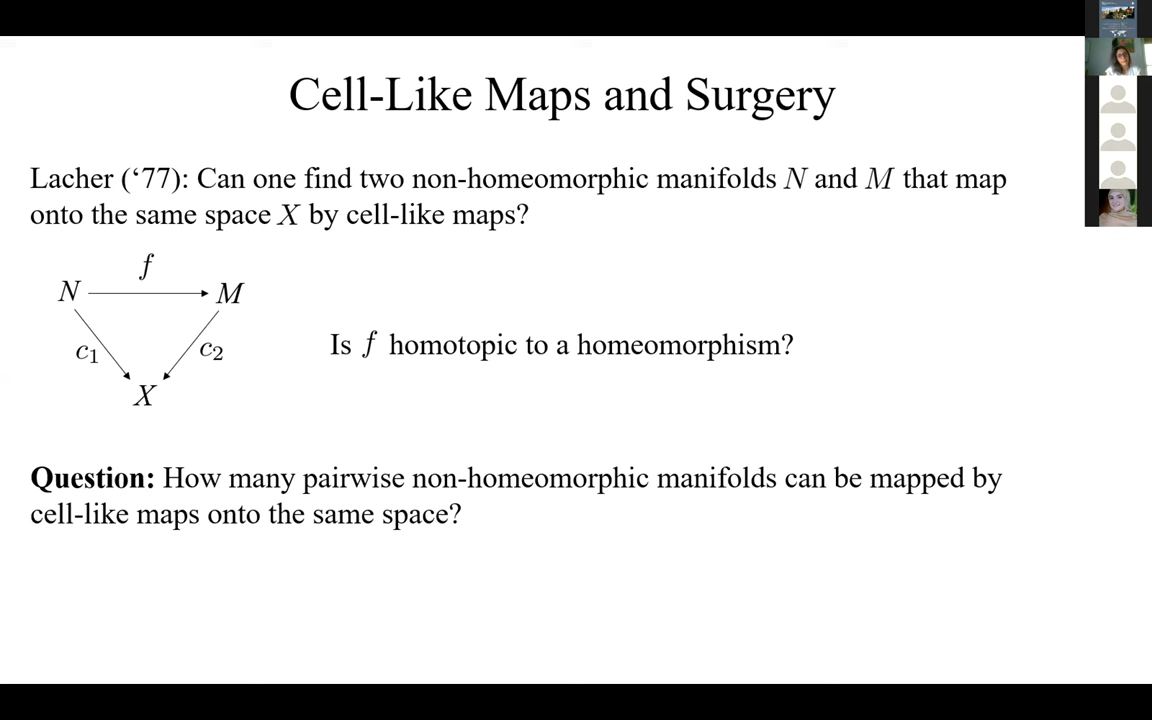 Cell-Like Maps and Surgery
Lacher (‘77): Can one find two non-homeomorphic manifolds N and M that map
onto the same space X by cell-like maps?
f
N
M
c1
c2
X
Is f homotopic to a homeomorphism?
Question: How many pairwise non-homeomorphic manifolds can be mapped by
cell-like maps onto the same space?